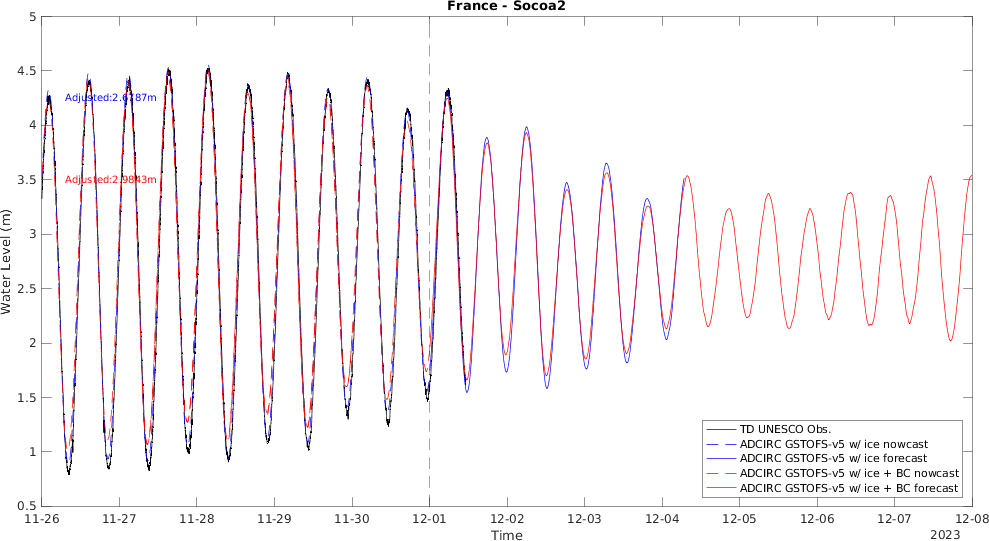 France - Socoa2
Water Level (m)
5
4.5
4
3.5
3
2.5
2
1.5
1
0.5
Adjusted:2.6787m
Adjusted:2.9843m
TD UNESCO Obs.
ADCIRC GSTOFS-v5 w/ ice nowcast
ADCIRC GSTOFS-v5 w/ ice forecast
ADCIRC GSTOFS-v5 w/ ice + BC nowcast
ADCIRC GSTOFS-v5 w/ ice + BC forecast
11-26 11-27 11-28 11-29 11-30 12-01 12-02 12-03 12-04 12-05 12-06 12-07 12-08
Time
2023